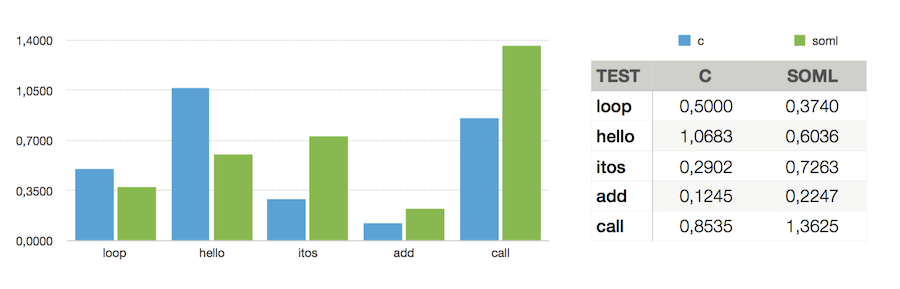 1,4000
1,0500
0,7000
0,3500
0,0000
loop hello itos add call
c soml
TEST C SOML
loop 0,5000 0,3740
hello 1,0683 0,6036
itos 0,2902 0,7263
add 0,1245 0,2247
call 0,8535 1,3625